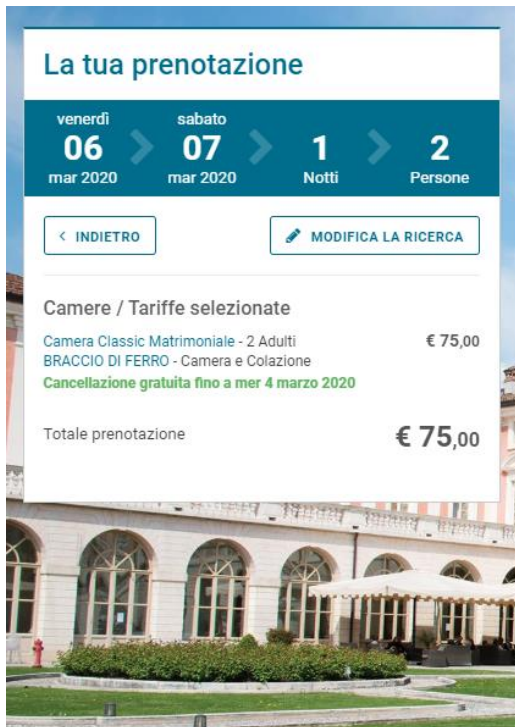 La tua prenotazione
venerdì sabato
06 07 1 2
mar 2020 mar 2020 Notti Persone
INDIETRO MODIFICA LA RICERCA
Camere / Tariffe selezionate
Camera Classic Matrimoniale - 2 Adulti € 75,00
BRACCIO DI FERRO - Camera e Colazione
Cancellazione gratuita fino a mer 4 marzo 2020
Totale prenotazione € 75,00